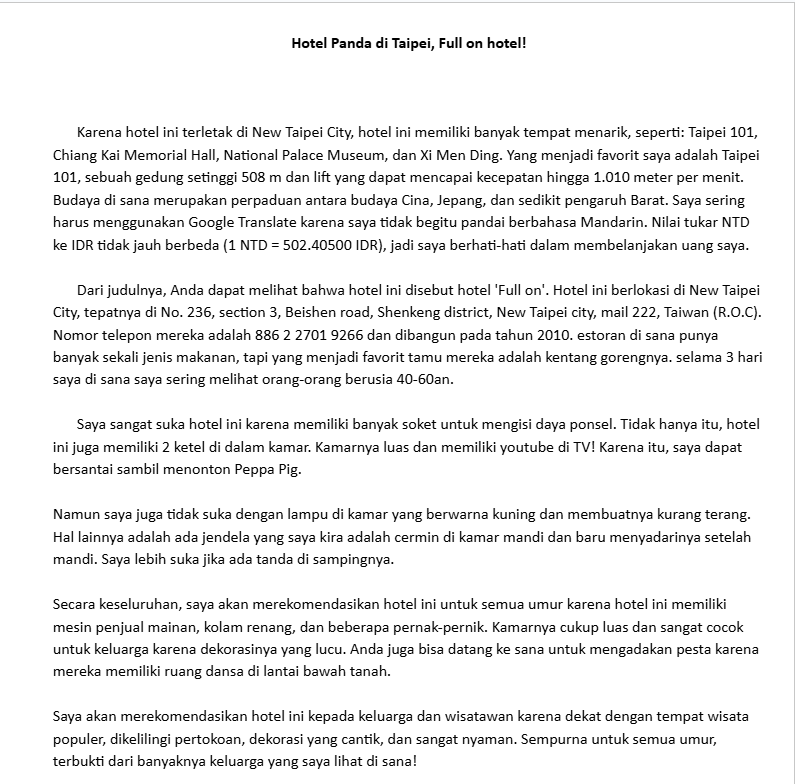 Hotel Panda di Taipei, Full on hotel!
Karena hotel ini terletak di New Taipei City, hotel ini memiliki banyak tempat menarik, seperti: Taipei 101,
Chiang Kai Memorial Hall, National Palace Museum, dan Xi Men Ding. Yang menjadi favorit saya adalah Taipei
101, sebuah gedung setinggi 508 m dan lift yang dapat mencapai kecepatan hingga 1.010 meter per menit.
Budaya di sana merupakan perpaduan antara budaya Cina, Jepang, dan sedikit pengaruh Barat. Saya sering
harus menggunakan Google Translate karena saya tidak begitu pandai berbahasa Mandarin. Nilai tukar NTD
ke IDR tidak jauh berbeda (1 NTD = 502.40500 IDR), jadi saya berhati-hati dalam membelanjakan uang saya.
Dari judulnya, Anda dapat melihat bahwa hotel ini disebut hotel 'Full on'. Hotel ini berlokasi di New Taipei
City, tepatnya di No. 236, section 3, Beishen road, Shenkeng district, New Taipei city, mail 222, Taiwan (R.O.C).
Nomor telepon mereka adalah 886 2 2701 9266 dan dibangun pada tahun 2010. estoran di sana punya
banyak sekali jenis makanan, tapi yang menjadi favorit tamu mereka adalah kentang gorengnya. selama 3 hari
saya di sana saya sering melihat orang-orang berusia 40-60an.
Saya sangat suka hotel ini karena memiliki banyak soket untuk mengisi daya ponsel. Tidak hanya itu, hotel
ini juga memiliki 2 ketel di dalam kamar. Kamarnya luas dan memiliki youtube di TV! Karena itu, saya dapat
bersantai sambil menonton Peppa Pig.
Namun saya juga tidak suka dengan lampu di kamar yang berwarna kuning dan membuatnya kurang terang.
Hal lainnya adalah ada jendela yang saya kira adalah cermin di kamar mandi dan baru menyadarinya setelah
mandi. Saya lebih suka jika ada tanda di sampingnya.
Secara keseluruhan, saya akan merekomendasikan hotel ini untuk semua umur karena hotel ini memiliki
mesin penjual mainan, kolam renang, dan beberapa pernak-pernik. Kamarnya cukup luas dan sangat cocok
untuk keluarga karena dekorasinya yang lucu. Anda juga bisa datang ke sana untuk mengadakan pesta karena
mereka memiliki ruang dansa di lantai bawah tanah.
Saya akan merekomendasikan hotel ini kepada keluarga dan wisatawan karena dekat dengan tempat wisata
populer, dikelilingi pertokoan, dekorasi yang cantik, dan sangat nyaman. Sempurna untuk semua umur,
terbukti dari banyaknya keluarga yang saya lihat di sana!